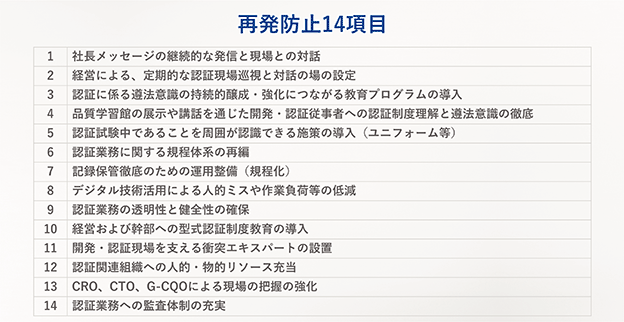 再発防止14項目
1 社長メッセージの継続的な発信と現場との対話
2 経営による、定期的な認証現場巡視と対話の場の設定
3 認証に係る遵法意識の持続的醸成・強化につながる教育プログラムの導入
4 品質学習館の展示や講話を通じた開発・認証従事者への認証制度理解と遵法意識の徹底
5 認証試験中であることを周囲が認識できる施策の導入（ユニフォーム等）
6 認証業務に関する規程体系の再編
7 記録保管徹底のための運用整備（規程化）
8 デジタル技術活用による人的ミスや作業負荷等の低減
9 認証業務の透明性と健全性の確保
10 経営および幹部への型式認証制度教育の導入
11 開発・認証現場を支える衝突エキスパートの設置
12 認証関連組織への人的・物的リソース充当
13 CRO、CTO、G-CQOによる現場の把握の強化
14 認証業務への監査体制の充実